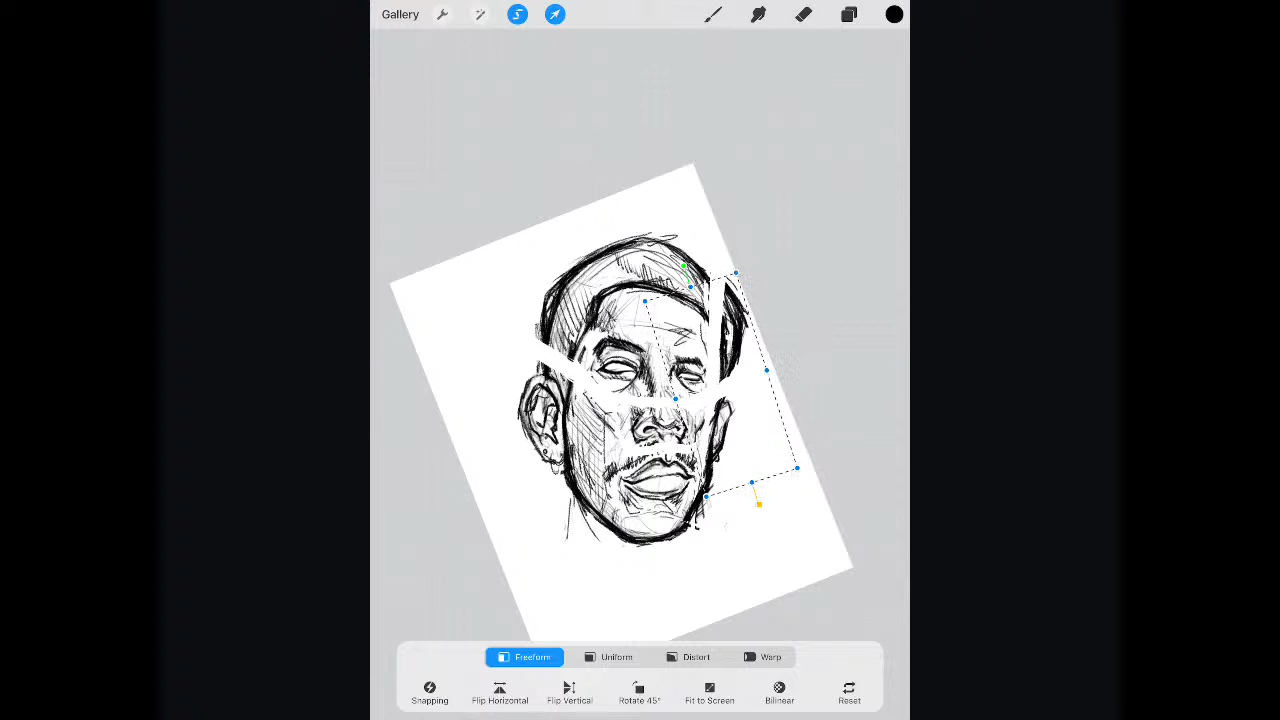 Gallery
Freeform Uniform Distort Warp
Snapping Flip Horizontal Flip Vertical Rotate 45° Fit to Screen Bilinear Reset